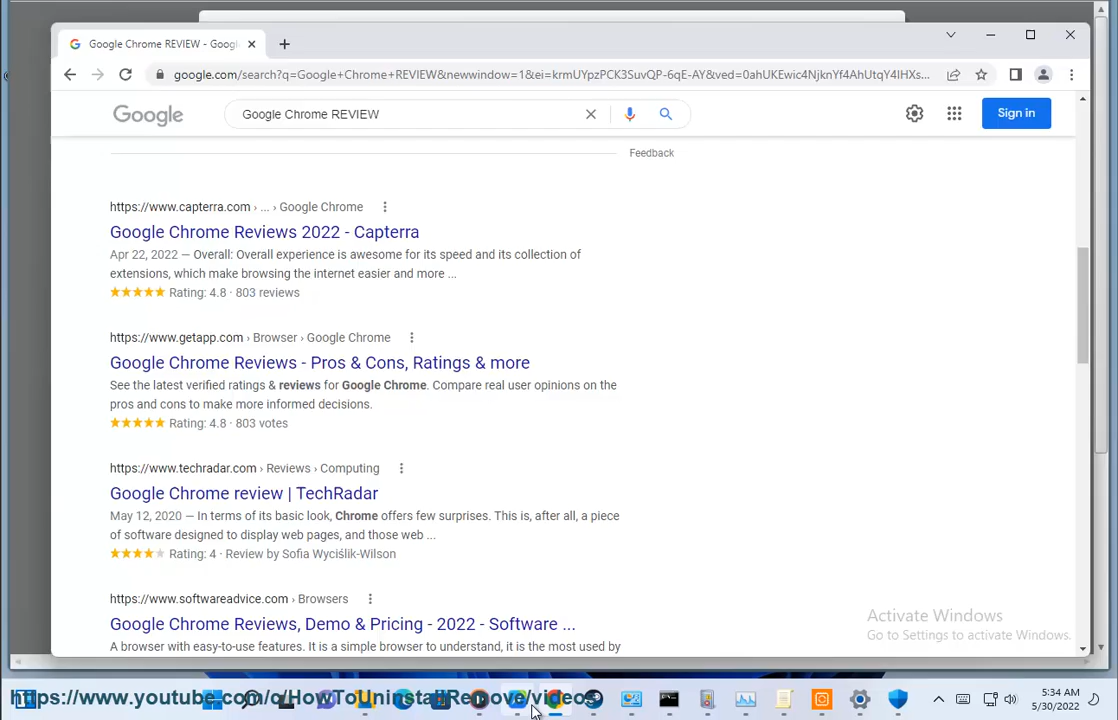 Google Chrome REVIEW - Goog
google.com/search?q=Google+Chrome+REVIEW&newwindow=1&ei=krmUYpzPCK3SuvQP-6qE-AY&ved=0ahUKEwic4NjknYf4AhUtqY4IHXs...
Google
Google Chrome REVIEW
Sign in
Feedback
https://www.capterra.com › ... › Google Chrome
Google Chrome Reviews 2022 - Capterra
Apr 22, 2022 — Overall: Overall experience is awesome for its speed and its collection of
extensions, which make browsing the internet easier and more ...
Rating: 4.8 · 803 reviews
https://www.getapp.com › Browser › Google Chrome
Google Chrome Reviews - Pros & Cons, Ratings & more
See the latest verified ratings & reviews for Google Chrome. Compare real user opinions on the
pros and cons to make more informed decisions.
Rating: 4.8 · 803 votes
https://www.techradar.com › Reviews › Computing
Google Chrome review | TechRadar
May 12, 2020 — In terms of its basic look, Chrome offers few surprises. This is, after all, a piece
of software designed to display web pages, and those web ...
Rating: 4 · Review by Sofia Wyciślik-Wilson
https://www.softwareadvice.com › Browsers
Google Chrome Reviews, Demo & Pricing - 2022 - Software ...
A browser with easy-to-use features. It is a simple browser to understand, it is the most used by
Activate Windows
Go to Settings to activate Windows.
https://www.youtube.com/c/HowToUninstallRemove/videos
5:34 AM
5/30/2022